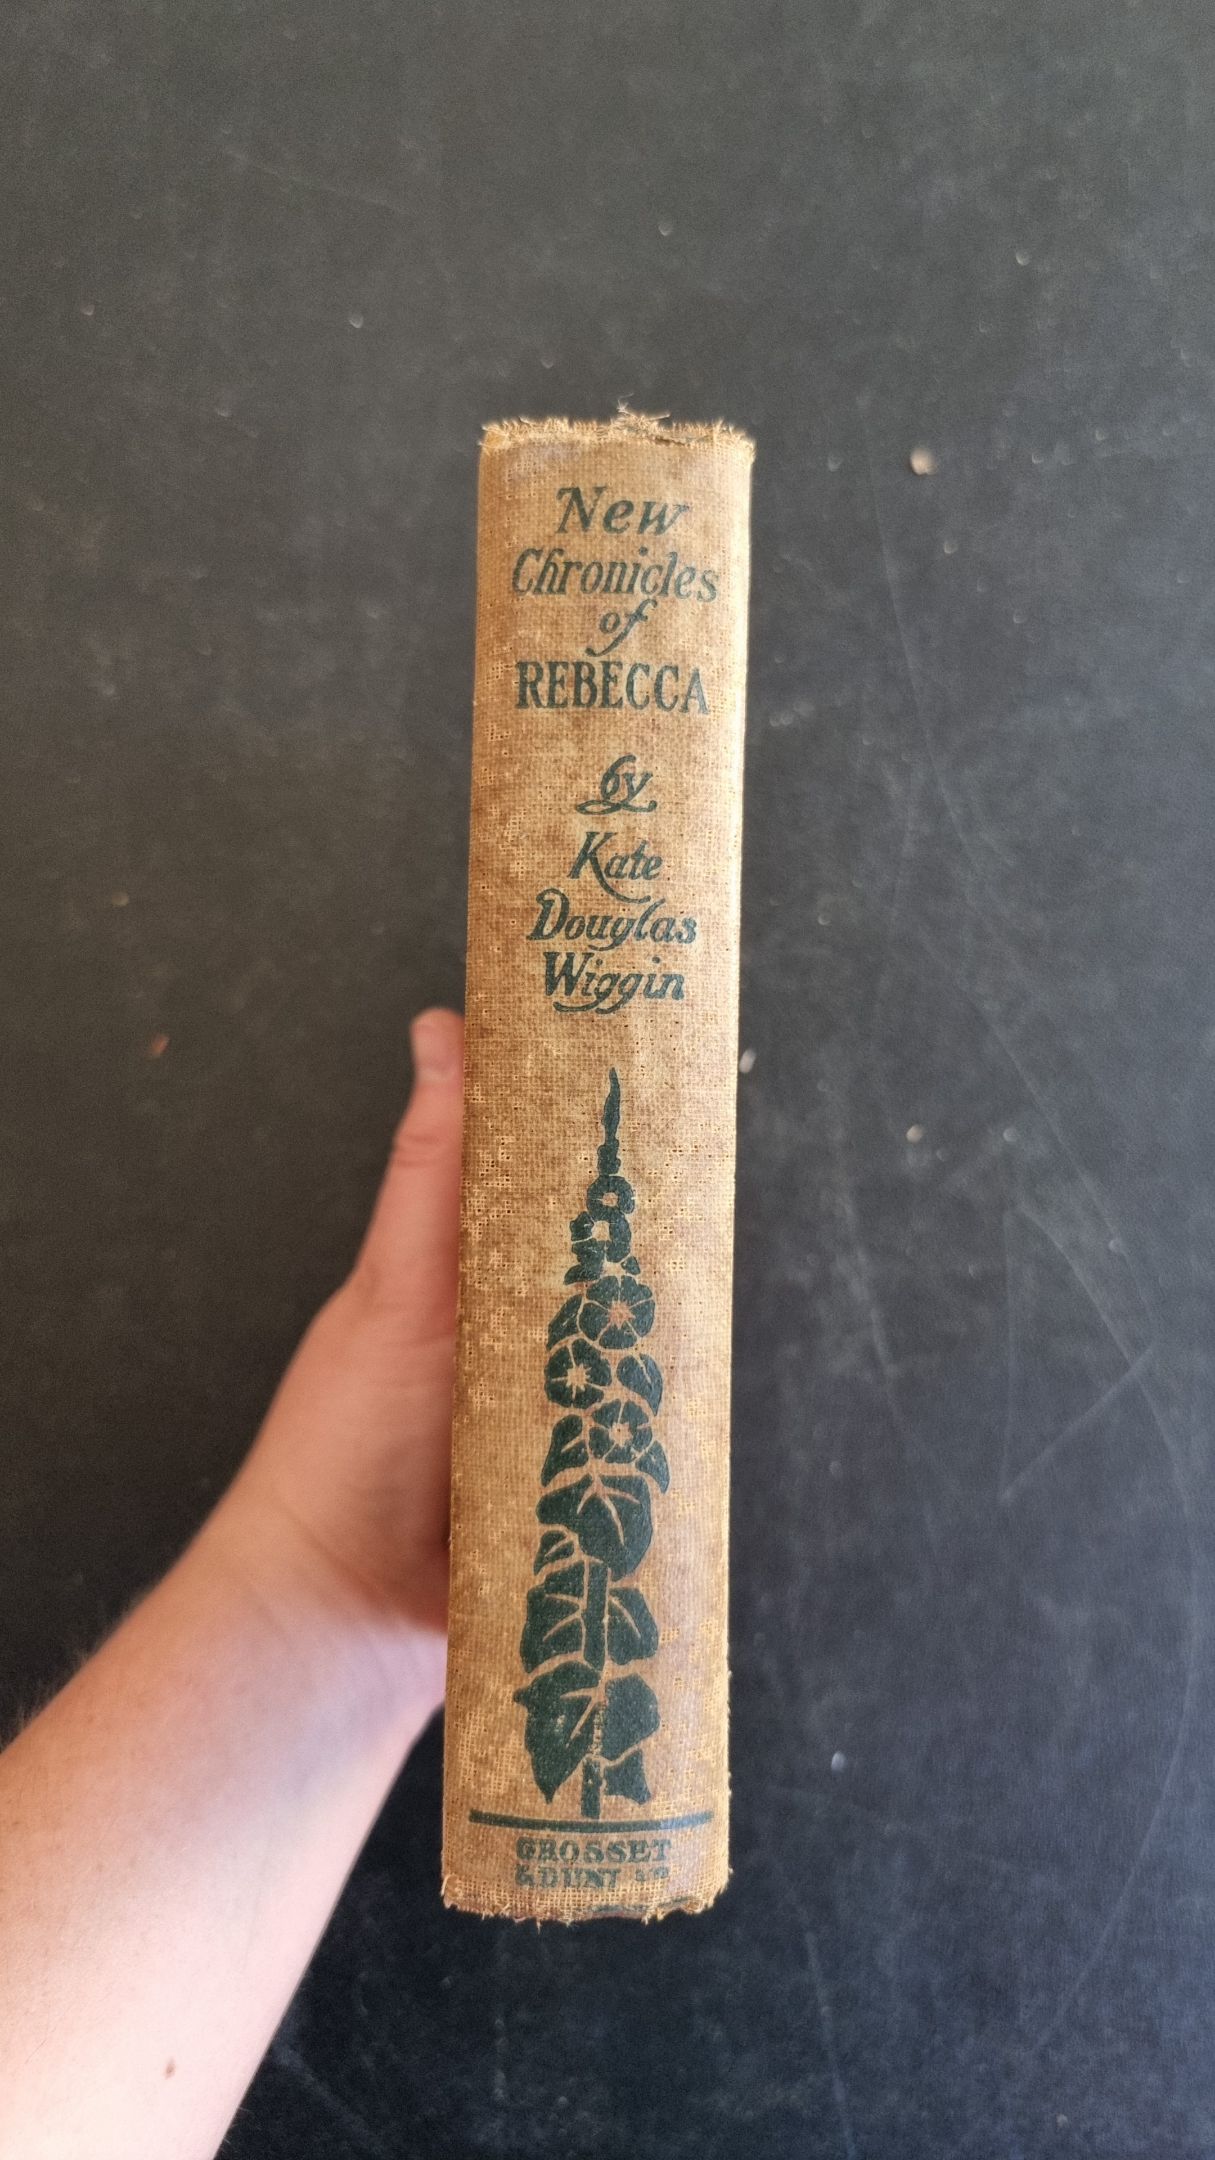 New
Chronicles
of
REBECCA
by
Kate
Douglas
Wiggin
GROSSET